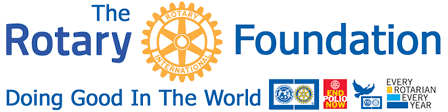 The
Rotary Foundation
ROTARY
INTERNATIONAL
Doing Good In The World
END
POLIO
NOW
EVERY
ROTARIAN
EVERY
YEAR